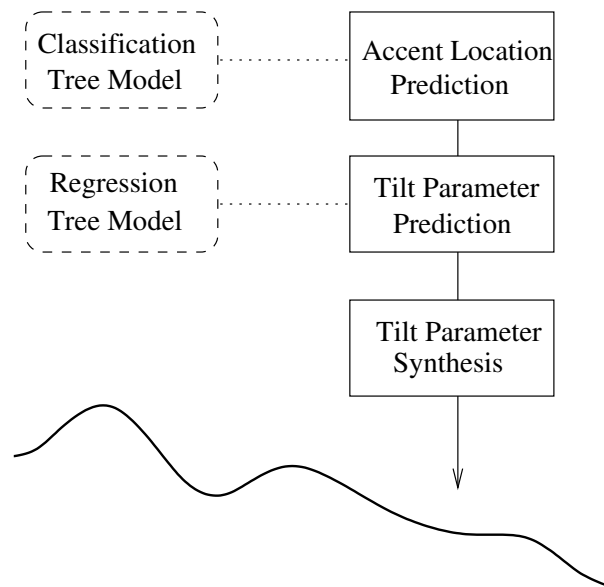 Classification
Tree Model
Accent Location
Prediction
Regression
Tree Model
Tilt Parameter
Prediction
Tilt Parameter
Synthesis